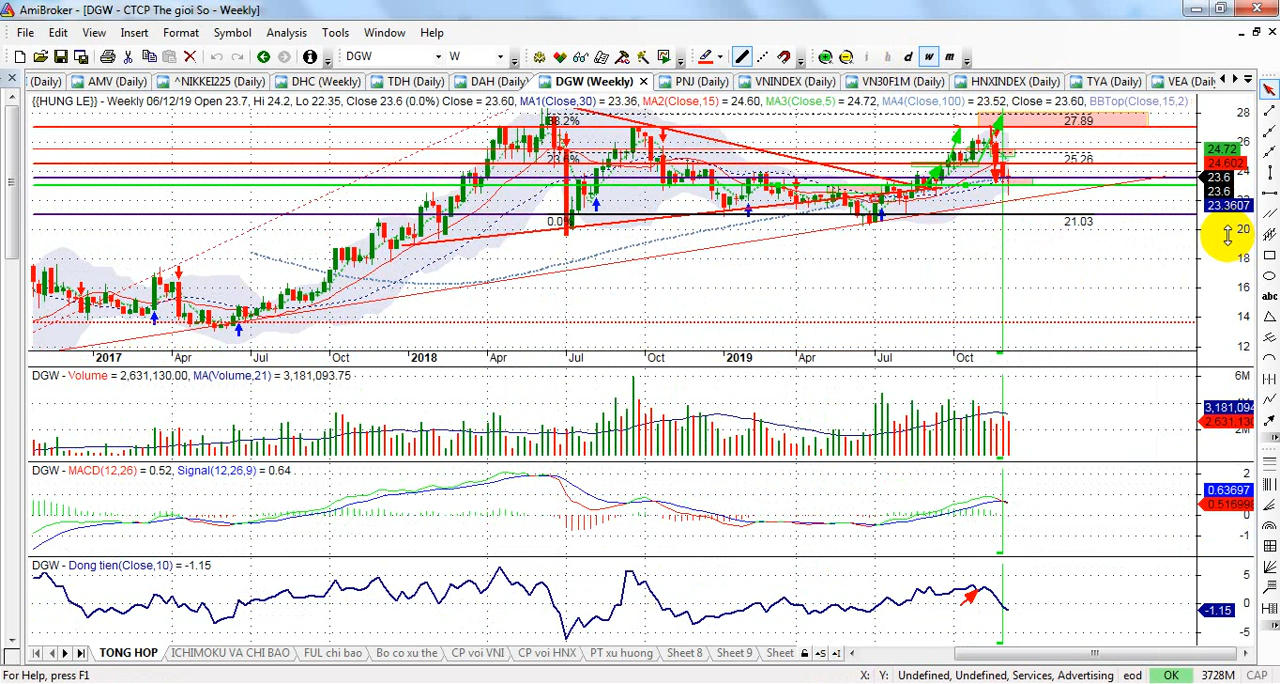 AmiBroker - [DGW - CTCP The gioi So - Weekly]
File Edit View Insert Format Symbol Analysis Tools Window Help
DGW W i h d w m
(Daily) AMV (Daily) ^NIKKEI225 (Daily) DHC (Weekly) TDH (Daily) DAH (Daily) DGW (Weekly) PNJ (Daily) VNINDEX (Daily) VN30F1M (Daily) HNXINDEX (Daily) TYA (Daily) VEA (Daily
{{HUNG LE}} - Weekly 06/12/19 Open 23.7, Hi 24.2, Lo 22.35, Close 23.6 (0.0%) Close = 23.60, MA1(Close,30) = 23.36, MA2(Close,15) = 24.60, MA3(Close,5) = 24.72, MA4(Close,100) = 23.52, Close = 23.60, BBTop(Close,15,2)
28
27.89
26
24.72
25.26
24.602
23.6%
23.6
23.6
22
23.3607
0.0%
21.03
20
18
16
14
12
abc
2017 Apr Jul Oct 2018 Apr Jul Oct 2019 Apr Jul Oct
DGW - Volume = 2,631,130.00, MA(Volume,21) = 3,181,093.75
6M
3,181,094
2,631,130
2M
DGW - MACD(12,26) = 0.52, Signal(12,26,9) = 0.64
2
0.63697
0.516998
0
-1
DGW - Dong tien(Close,10) = -1.15
5
0
-1.15
-5
TONG HOP ICHIMOKU VA CHI BAO FUL chi bao Bo co xu the CP voi VNI CP voi HNX PT xu huong Sheet 8 Sheet 9 Sheet
For Help, press F1 X: Y: Undefined, Undefined, Services, Advertising eod OK 3728M CAP